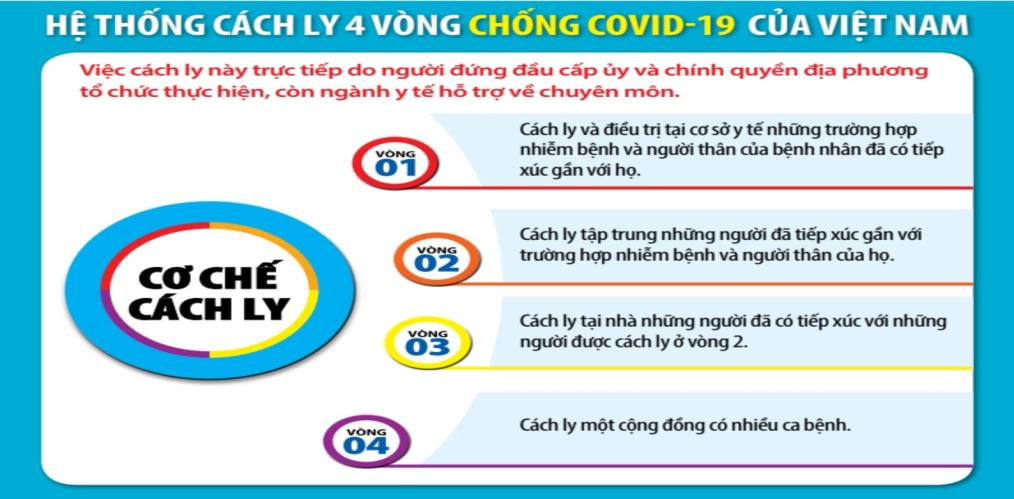 HỆ THỐNG CÁCH LY 4 VÒNG CHỐNG COVID-19 CỦA VIỆT NAM
Việc cách ly này trực tiếp do người đứng đầu cấp ủy và chính quyền địa phương
tổ chức thực hiện, còn ngành y tế hỗ trợ về chuyên môn.
CƠ CHẾ
CÁCH LY
VÒNG
01
Cách ly và điều trị tại cơ sở y tế những trường hợp
nhiễm bệnh và người thân của bệnh nhân đã có tiếp
xúc gần với họ.
VÒNG
02
Cách ly tập trung những người đã tiếp xúc gần với
trường hợp nhiễm bệnh và người thân của họ.
VÒNG
03
Cách ly tại nhà những người đã có tiếp xúc với những
người được cách ly ở vòng 2.
VÒNG
04
Cách ly một cộng đồng có nhiều ca bệnh.